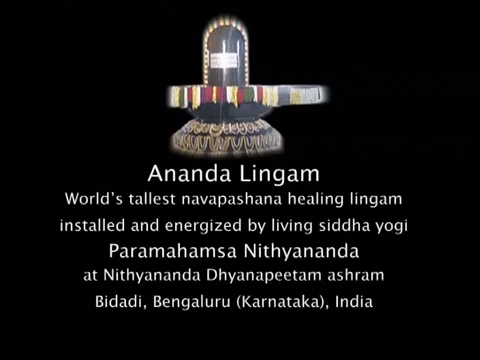 Ananda Lingam
World's tallest navapashana healing lingam
installed and energized by living siddha yogi
Paramahamsa Nithyananda
at Nithyananda Dhyanapeetam ashram
Bidadi, Bengaluru (Karnataka), India